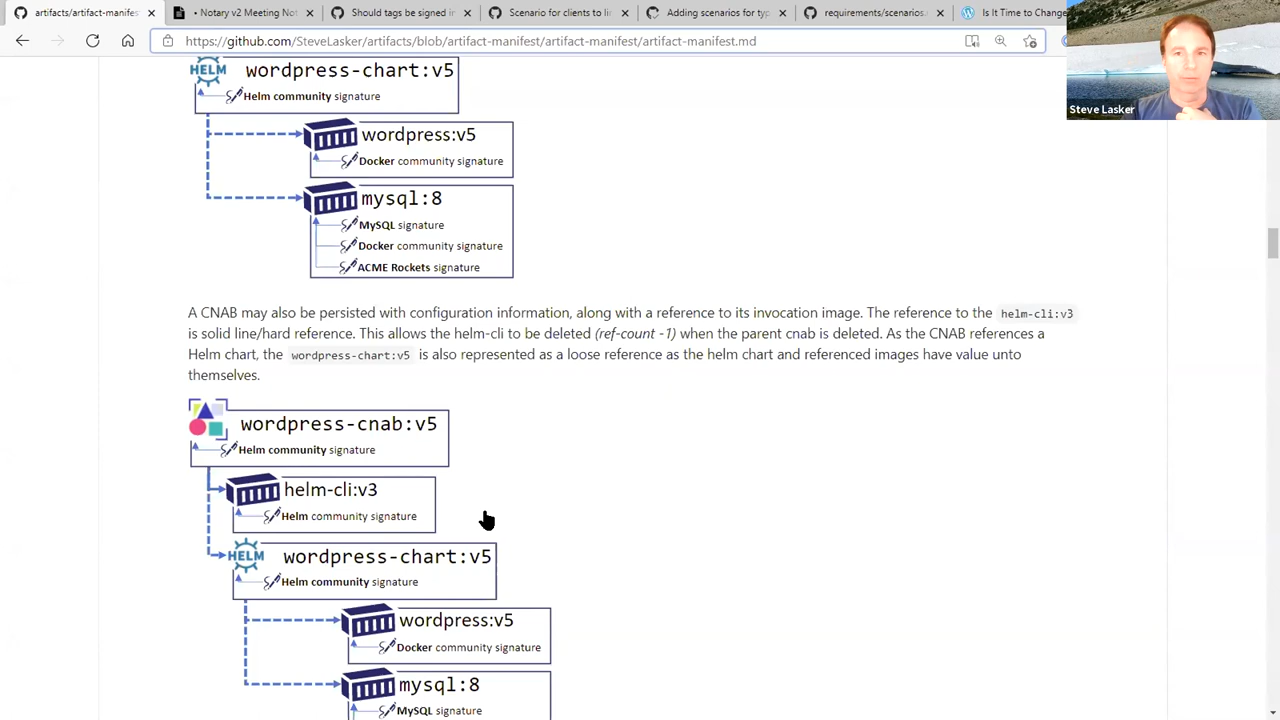 artifacts/artifact-manifes
• Notary v2 Meeting Not
Should tags be signed in
Scenario for clients to li
Adding scenarios for typ
requirements/scenarios.
Is It Time to Change
https://github.com/SteveLasker/artifacts/blob/artifact-manifest/artifact-manifest/artifact-manifest.md
Steve Lasker
HELM
wordpress-chart:v5
Helm community signature
wordpress:v5
Docker community signature
mysql:8
MySQL signature
Docker community signature
ACME Rockets signature
A CNAB may also be persisted with configuration information, along with a reference to its invocation image. The reference to the helm-cli:v3
is solid line/hard reference. This allows the helm-cli to be deleted (ref-count -1) when the parent cnab is deleted. As the CNAB references a
Helm chart, the wordpress-chart:v5 is also represented as a loose reference as the helm chart and referenced images have value unto
themselves.
wordpress-cnab:v5
Helm community signature
helm-cli:v3
Helm community signature
HELM
wordpress-chart:v5
Helm community signature
wordpress:v5
Docker community signature
mysql:8
MySQL signature